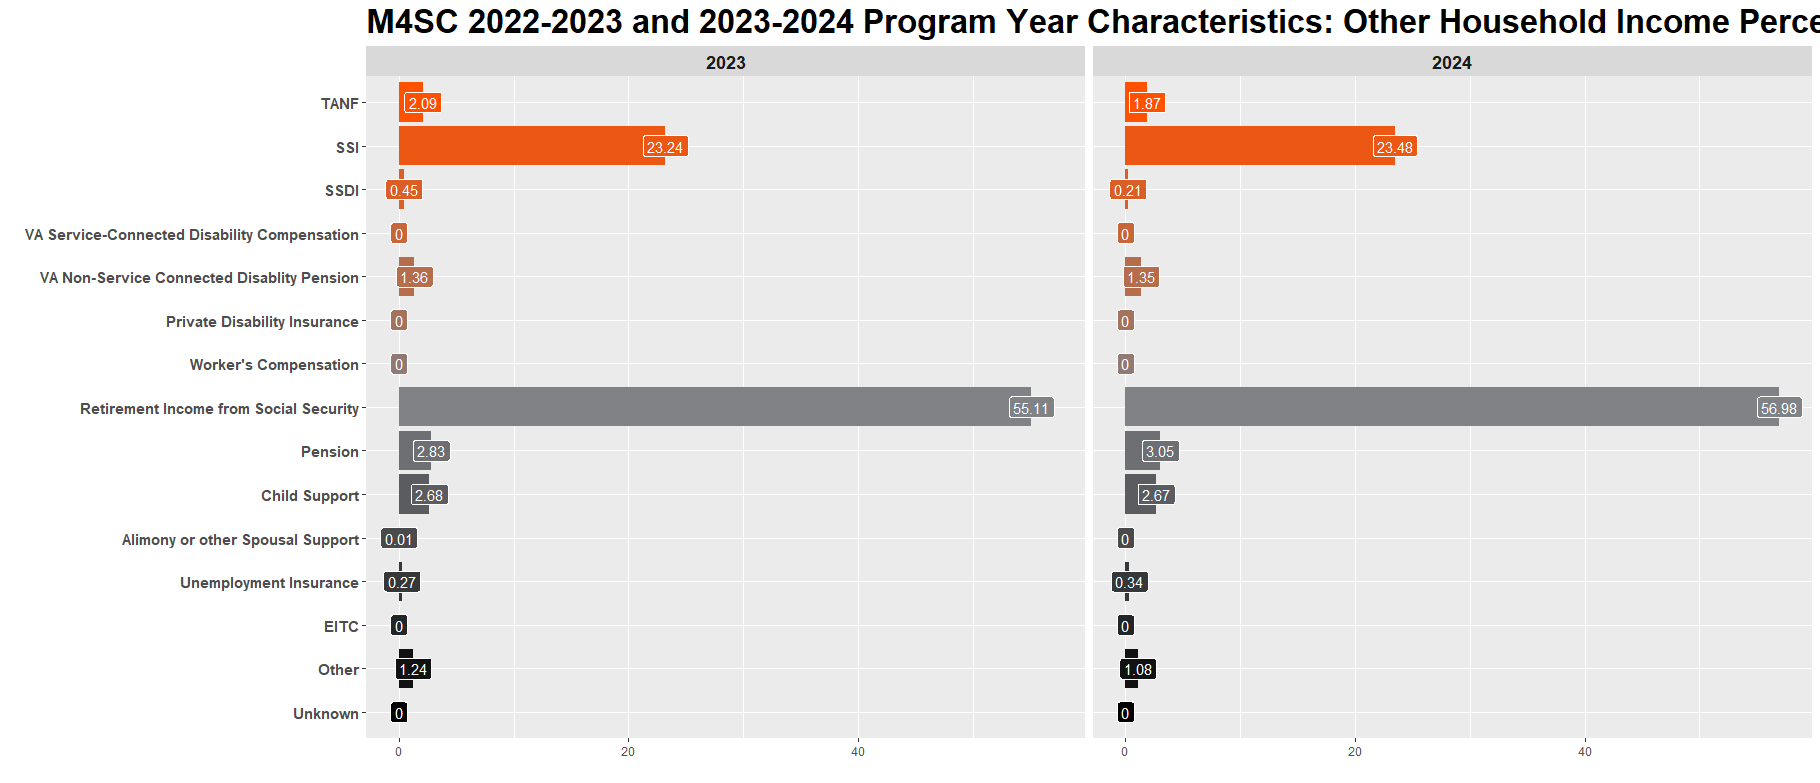 M4SC 2022-2023 and 2023-2024 Program Year Characteristics: Other Household Income Perce
2023 2024
TANF 2.09 1.87
SSI 23.24 23.48
SSDI 0.45 0.21
VA Service-Connected Disability Compensation 0 0
VA Non-Service Connected Disablity Pension 1.36 1.35
Private Disability Insurance 0 0
Worker's Compensation 0 0
Retirement Income from Social Security 55.11 56.98
Pension 2.83 3.05
Child Support 2.68 2.67
Alimony or other Spousal Support 0.01 0
Unemployment Insurance 0.27 0.34
EITC 0 0
Other 1.24 1.08
Unknown 0 0
0 20 40 0 20 40